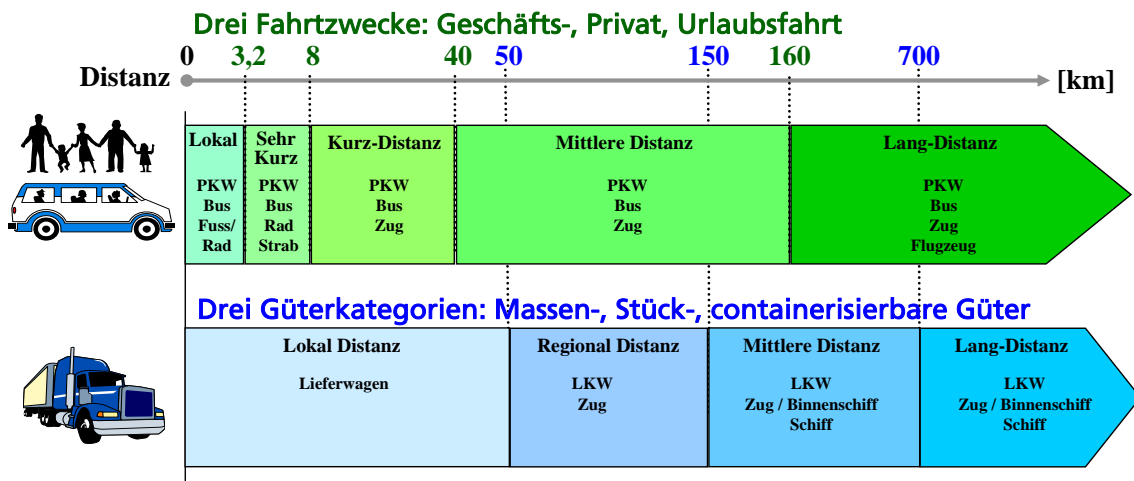 Drei Fahrtzwecke: Geschäfts-, Privat, Urlaubsfahrt
0 3,2 8 40 50 150 160 700
Distanz [km]
Lokal
PKW
Bus
Fuss/
Rad
Sehr
Kurz
PKW
Bus
Rad
Strab
Kurz-Distanz
PKW
Bus
Zug
Mittlere Distanz
PKW
Bus
Zug
Lang-Distanz
PKW
Bus
Zug
Flugzeug
Drei Güterkategorien: Massen-, Stück-, containerisierbare Güter
Lokal Distanz
Lieferwagen
Regional Distanz
LKW
Zug
Mittlere Distanz
LKW
Zug / Binnenschiff
Schiff
Lang-Distanz
LKW
Zug / Binnenschiff
Schiff